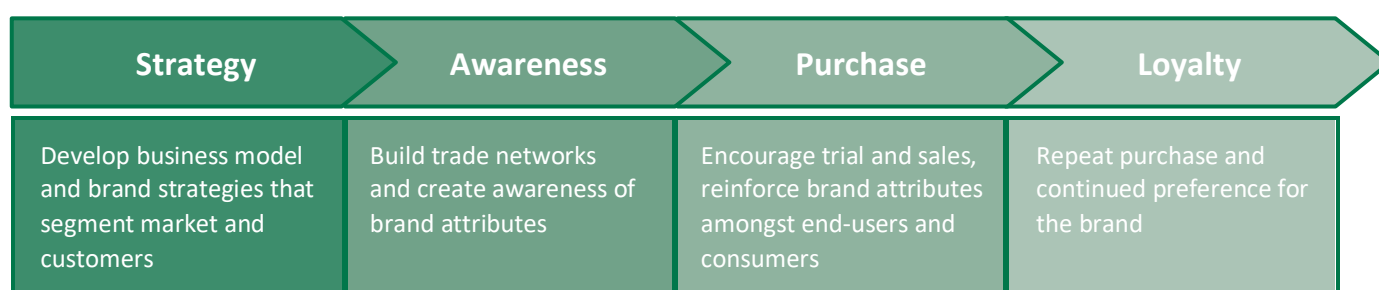 Strategy
Awareness
Purchase
Loyalty
Develop business model
and brand strategies that
segment market and
customers
Build trade networks
and create awareness of
brand attributes
Encourage trial and sales,
reinforce brand attributes
amongst end-users and
consumers
Repeat purchase and
continued preference for
the brand